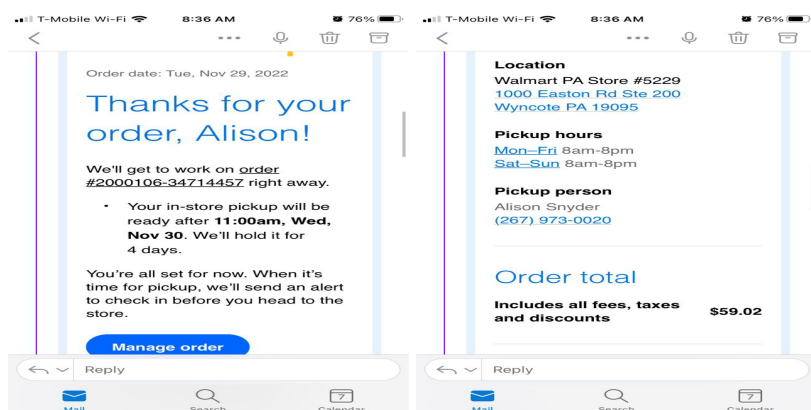 T-Mobile Wi-Fi 8:36 AM 76%
Order date: Tue, Nov 29, 2022
Thanks for your
order, Alison!
We'll get to work on order
#2000106-34714457 right away.
• Your in-store pickup will be
ready after 11:00am, Wed,
Nov 30. We'll hold it for
4 days.
You're all set for now. When it's
time for pickup, we'll send an alert
to check in before you head to the
store.
Manage order
Reply
Mail Search 7 Calendar
T-Mobile Wi-Fi 8:36 AM 76%
Location
Walmart PA Store #5229
1000 Easton Rd Ste 200
Wyncote PA 19095
Pickup hours
Mon–Fri 8am-8pm
Sat–Sun 8am-8pm
Pickup person
Alison Snyder
(267) 973-0020
Order total
Includes all fees, taxes
and discounts $59.02
Reply
Mail Search 7 Calendar